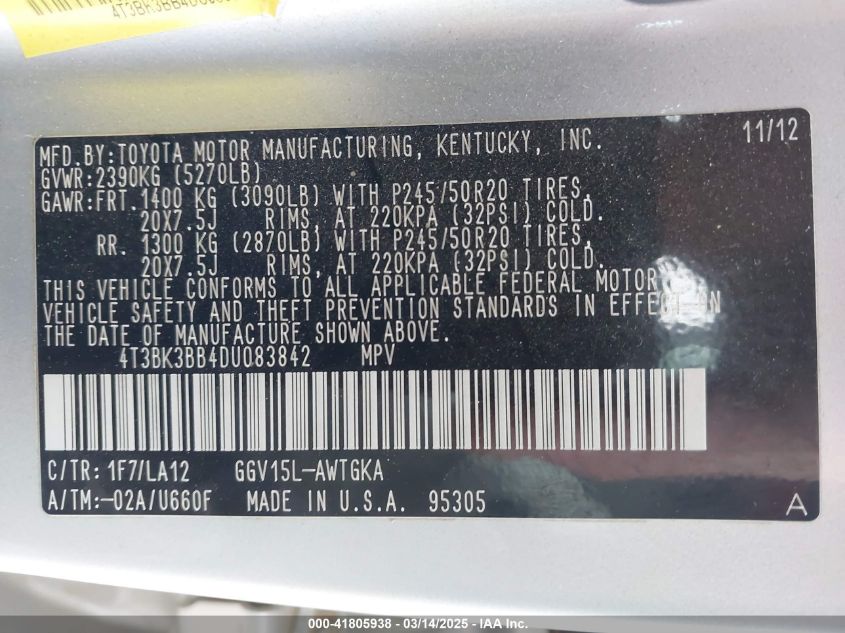 MFD.BY:TOYOTA MOTOR MANUFACTURING, KENTUCKY, INC. 11/12
GVWR:2390KG (5270LB)
GAWR:FRT.1400 KG (3090LB) WITH P245/50R20 TIRES,
20X7.5J RIMS, AT 220KPA (32PSI) COLD.
RR. 1300 KG (2870LB) WITH P245/50R20 TIRES,
20X7.5J RIMS, AT 220KPA (32PSI) COLD.
THIS VEHICLE CONFORMS TO ALL APPLICABLE FEDERAL MOTOR
VEHICLE SAFETY AND THEFT PREVENTION STANDARDS IN EFFECT ON
THE DATE OF MANUFACTURE SHOWN ABOVE.
4T3BK3BB4DU083842 MPV
C/TR: 1F7/LA12 GGV15L-AWTGKA
A/TM:-02A/U660F MADE IN U.S.A. 95305 A
000-41805938 - 03/14/2025 - IAA Inc.